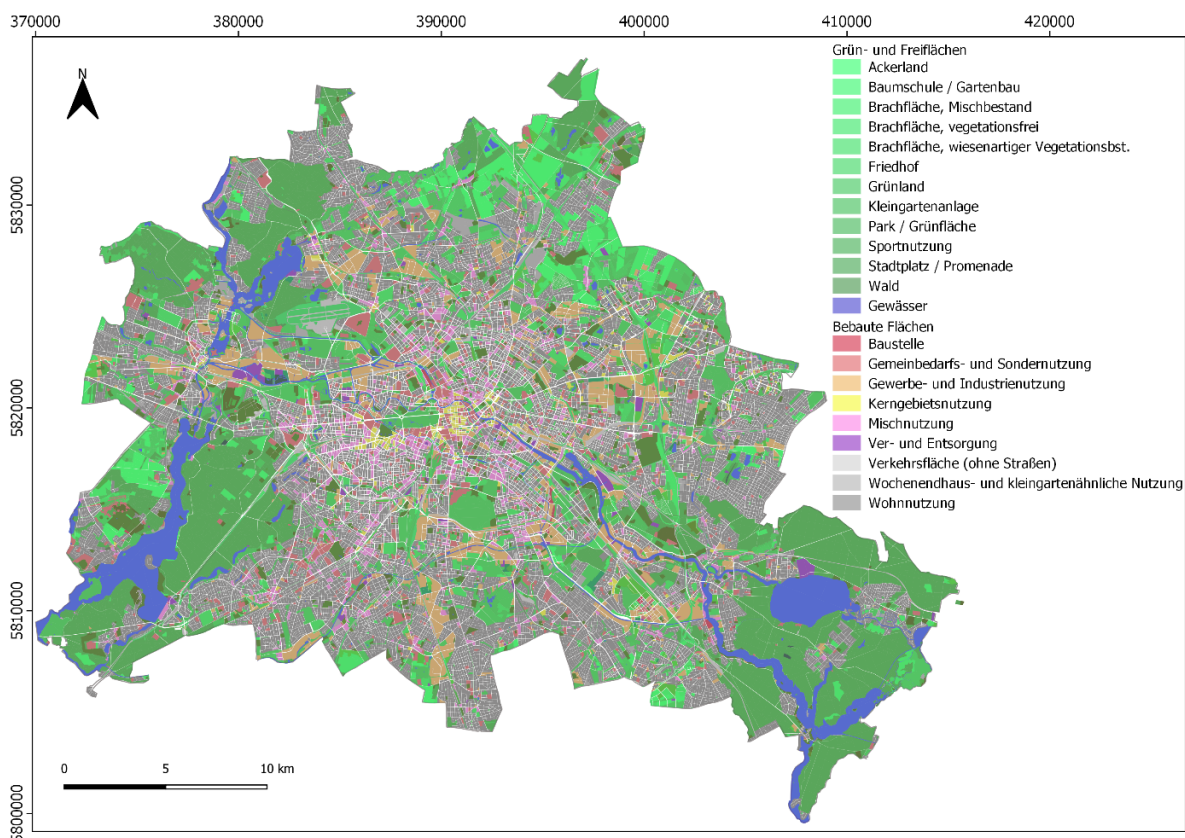 370000 380000 390000 400000 410000 420000
N
Grün- und Freiflächen
Ackerland
Baumschule / Gartenbau
Brachfläche, Mischbestand
Brachfläche, vegetationsfrei
Brachfläche, wiesenartiger Vegetationsbst.
Friedhof
Grünland
Kleingartenanlage
Park / Grünfläche
Sportnutzung
Stadtplatz / Promenade
Wald
Gewässer
Bebaute Flächen
Baustelle
Gemeinbedarfs- und Sondernutzung
Gewerbe- und Industrienutzung
Kerngebietsnutzung
Mischnutzung
Ver- und Entsorgung
Verkehrsfläche (ohne Straßen)
Wochenendhaus- und kleingartenähnliche Nutzung
Wohnnutzung
5830000
5820000
5810000
5800000
0 5 10 km